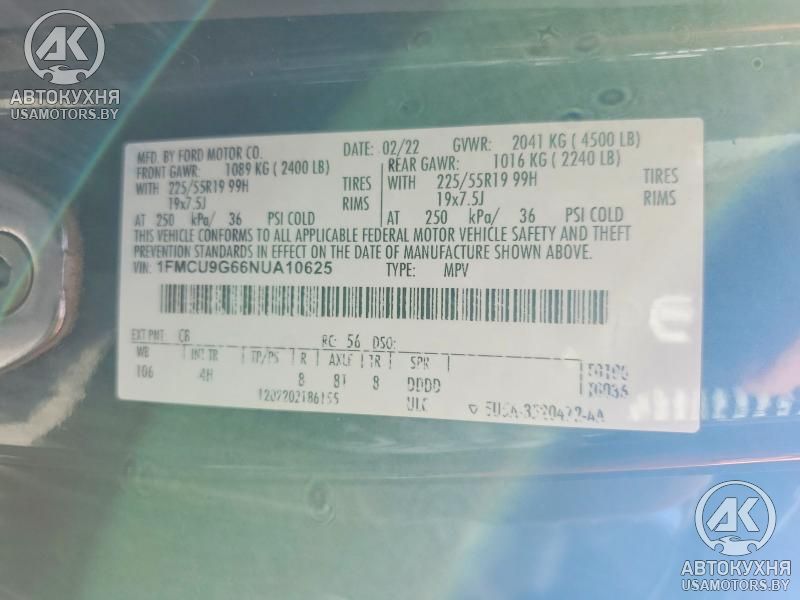 AK
АВТОКУХНЯ
USAMOTORS.BY
MFD. BY FORD MOTOR CO. DATE: 02/22 GVWR: 2041 KG ( 4500 LB)
FRONT GAWR: 1089 KG ( 2400 LB) REAR GAWR: 1016 KG ( 2240 LB)
WITH 225/55R19 99H TIRES WITH 225/55R19 99H TIRES
19x7.5J RIMS 19x7.5J RIMS
AT 250 kPa/ 36 PSI COLD AT 250 kPa/ 36 PSI COLD
THIS VEHICLE CONFORMS TO ALL APPLICABLE FEDERAL MOTOR VEHICLE SAFETY AND THEFT
PREVENTION STANDARDS IN EFFECT ON THE DATE OF MANUFACTURE SHOWN ABOVE.
VIN: 1FMCU9G66NUA10625 TYPE: MPV
EXT PNT: RC: 56 DSO:
WB INT TR TP/PS R AXLE TR SPR
106 4H 8 8 DDDD
ULC
AK
АВТОКУХНЯ
USAMOTORS.BY